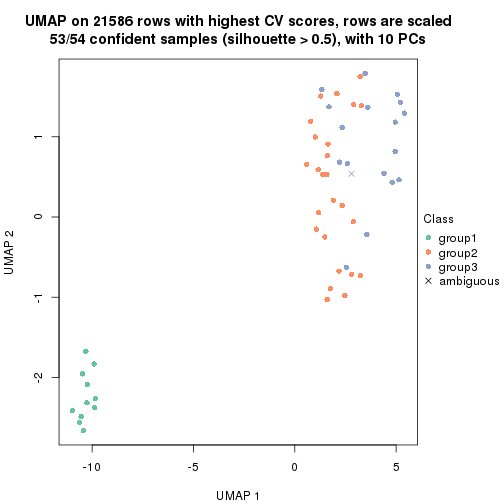 UMAP on 21586 rows with highest CV scores, rows are scaled
53/54 confident samples (silhouette > 0.5), with 10 PCs
1
0
-1
-2
UMAP 2
-10
-5
0
5
UMAP 1
Class
group1
group2
group3
ambiguous